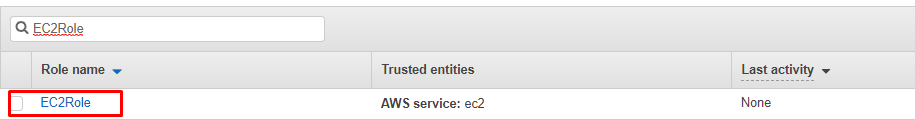 EC2Role
Role name Trusted entities Last activity
EC2Role AWS service: ec2 None